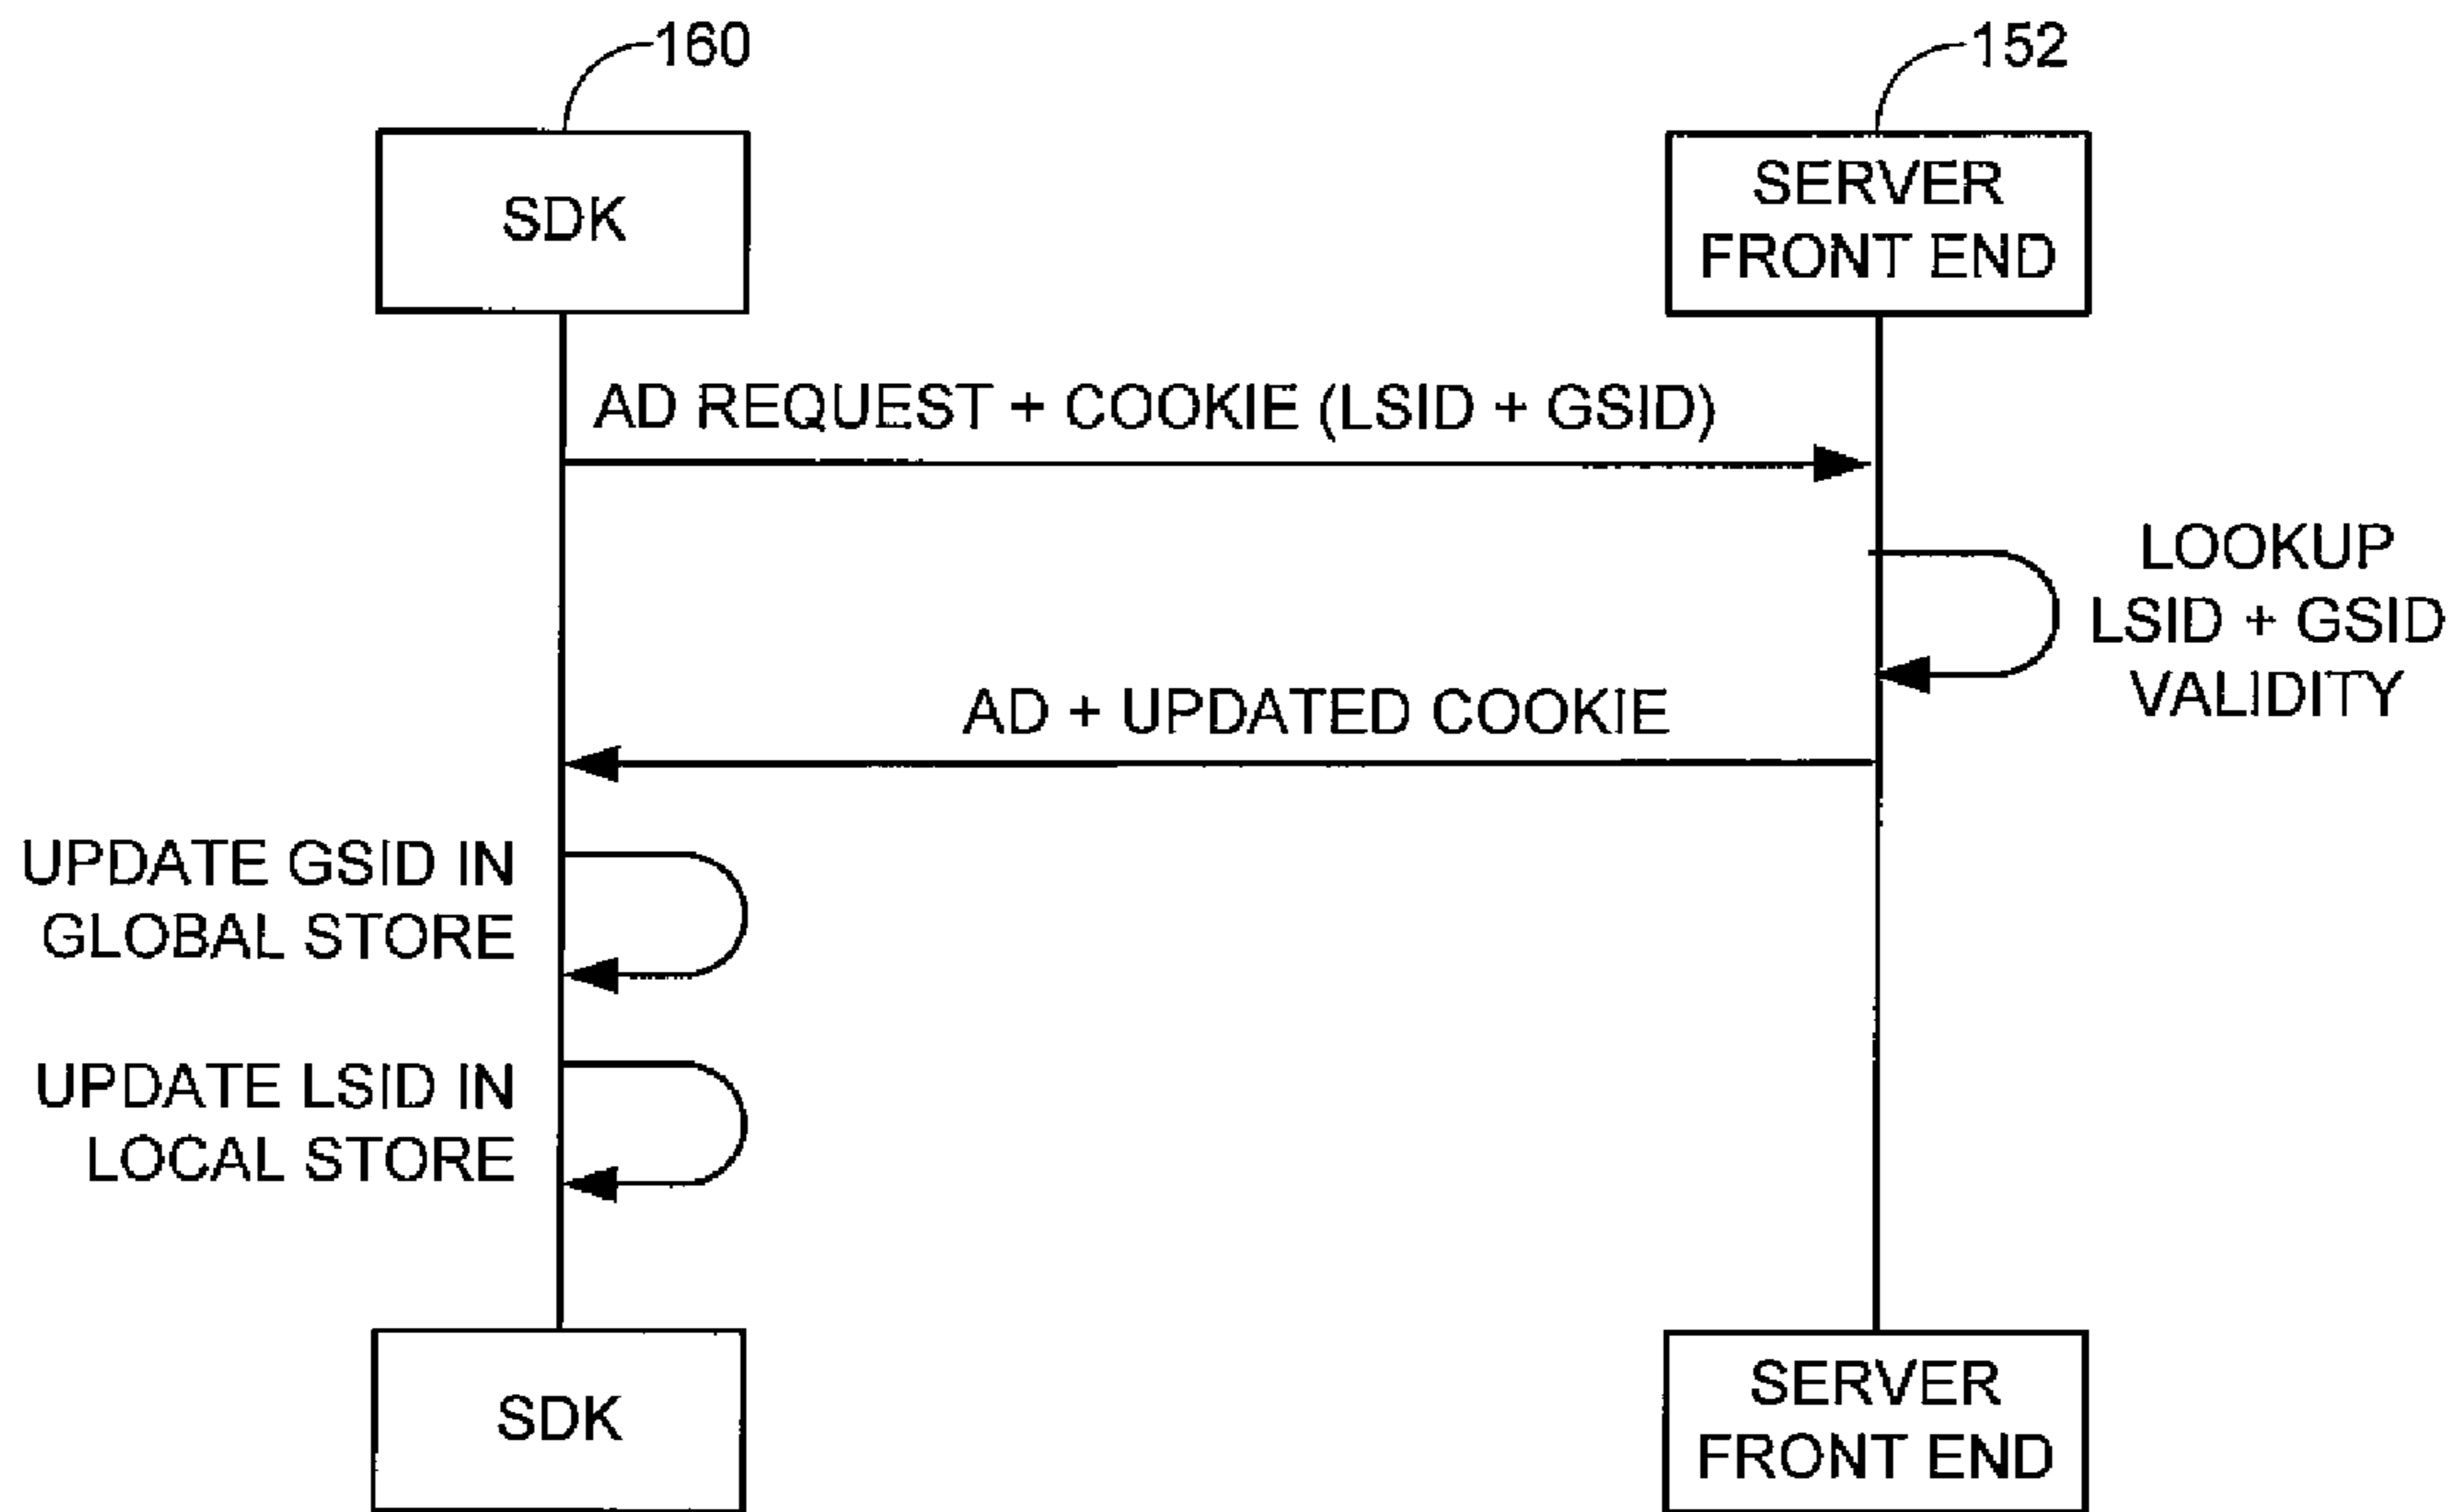 160
152
SDK
SERVER
FRONT END
AD REQUEST + COOKIE (LSID + GSID)
LOOKUP
LSID + GSID
VALIDITY
AD + UPDATED COOKIE
UPDATE GSID IN
GLOBAL STORE
UPDATE LSID IN
LOCAL STORE
SDK
SERVER
FRONT END